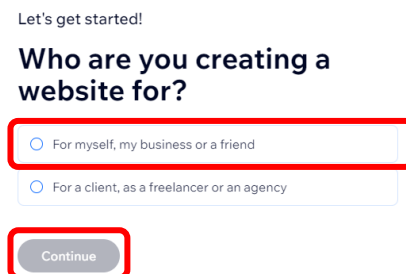 Let's get started!
Who are you creating a
website for?
For myself, my business or a friend
For a client, as a freelancer or an agency
Continue